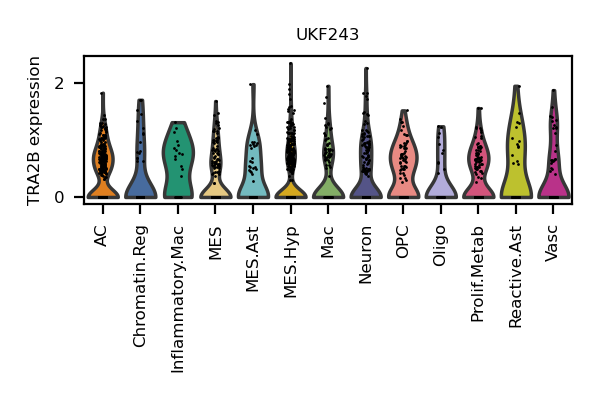 UKF243
TRA2B expression
2
0
AC
Chromatin.Reg
Inflammatory.Mac
MES
MES.Ast
MES.Hyp
Mac
Neuron
OPC
Oligo
Prolif.Metab
Reactive.Ast
Vasc